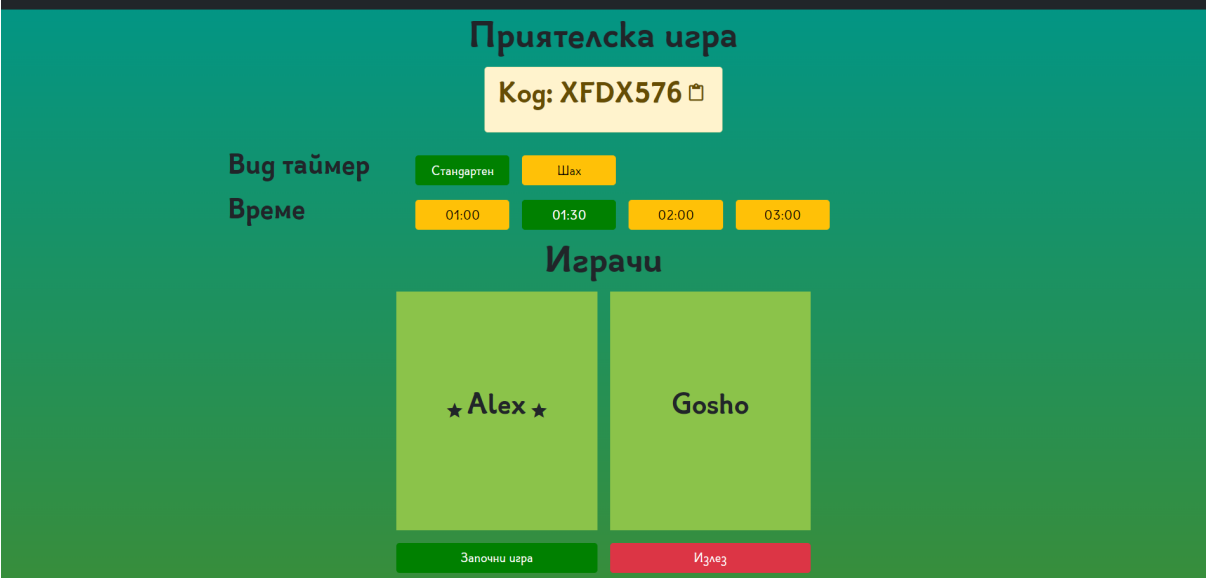 Приятелска игра
Код: XFDX576
Вид таймер
Стандартен Шах
Време
01:00 01:30 02:00 03:00
Играчи
Alex Gosho
Започни игра Излез